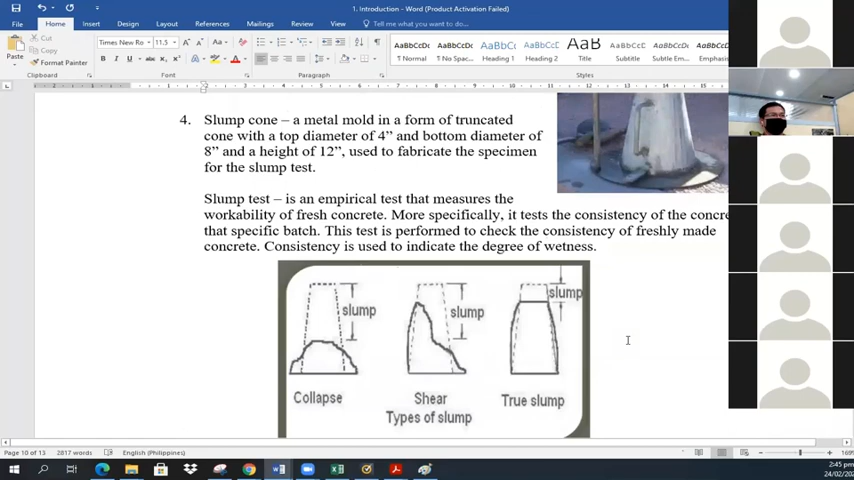 1. Introduction - Word (Product Activation Failed)
File Home Insert Design Layout References Mailings Review View Tell me what you want to do...
Cut
Copy
Format Painter
Paste
Times New Ro 11.5
AaBbCcDc AaBbCcDc AaBbCc AaBbCcC AaB AaBbCcD AaBbCcDc AaBbCcDc
¶ Normal ¶ No Spac... Heading 1 Heading 2 Title Subtitle Subtle Em... Emphasis
Clipboard Font Paragraph Styles
4. Slump cone – a metal mold in a form of truncated
cone with a top diameter of 4” and bottom diameter of
8” and a height of 12”, used to fabricate the specimen
for the slump test.
Slump test – is an empirical test that measures the
workability of fresh concrete. More specifically, it tests the consistency of the concre
that specific batch. This test is performed to check the consistency of freshly made
concrete. Consistency is used to indicate the degree of wetness.
slump slump slump
Collapse Shear True slump
Types of slump
Page 10 of 13 2817 words English (Philippines) 169%
2:45 pm
24/02/202